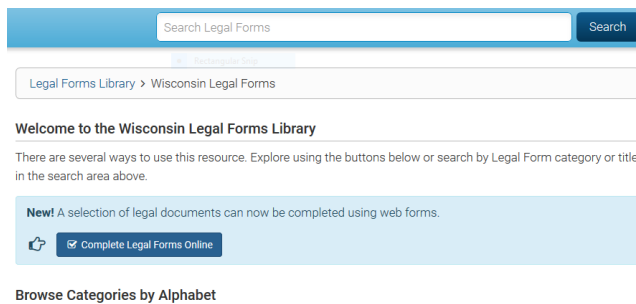 Search Legal Forms
Search
Rectangular Snip
Legal Forms Library > Wisconsin Legal Forms
Welcome to the Wisconsin Legal Forms Library
There are several ways to use this resource. Explore using the buttons below or search by Legal Form category or title
in the search area above.
New! A selection of legal documents can now be completed using web forms.
Complete Legal Forms Online
Browse Categories by Alphabet